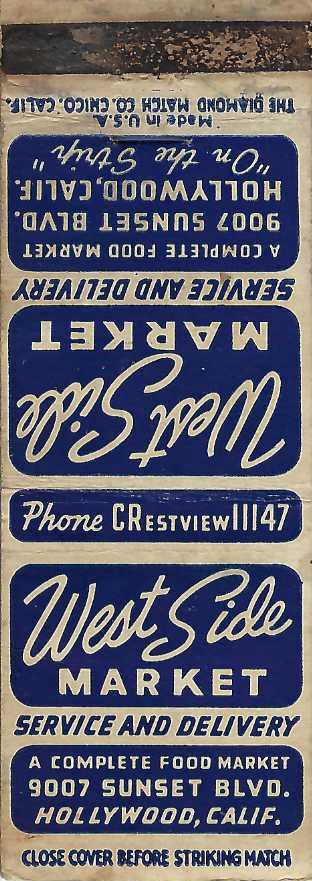 THE DIAMOND MATCH CO. CHICO, CALIF.
Made in U.S.A.
"On the Strip"
HOLLYWOOD, CALIF.
9007 SUNSET BLVD.
A COMPLETE FOOD MARKET
SERVICE AND DELIVERY
West Side
MARKET
Phone CRESTVIEW 11147
West Side
MARKET
SERVICE AND DELIVERY
A COMPLETE FOOD MARKET
9007 SUNSET BLVD.
HOLLYWOOD, CALIF.
CLOSE COVER BEFORE STRIKING MATCH